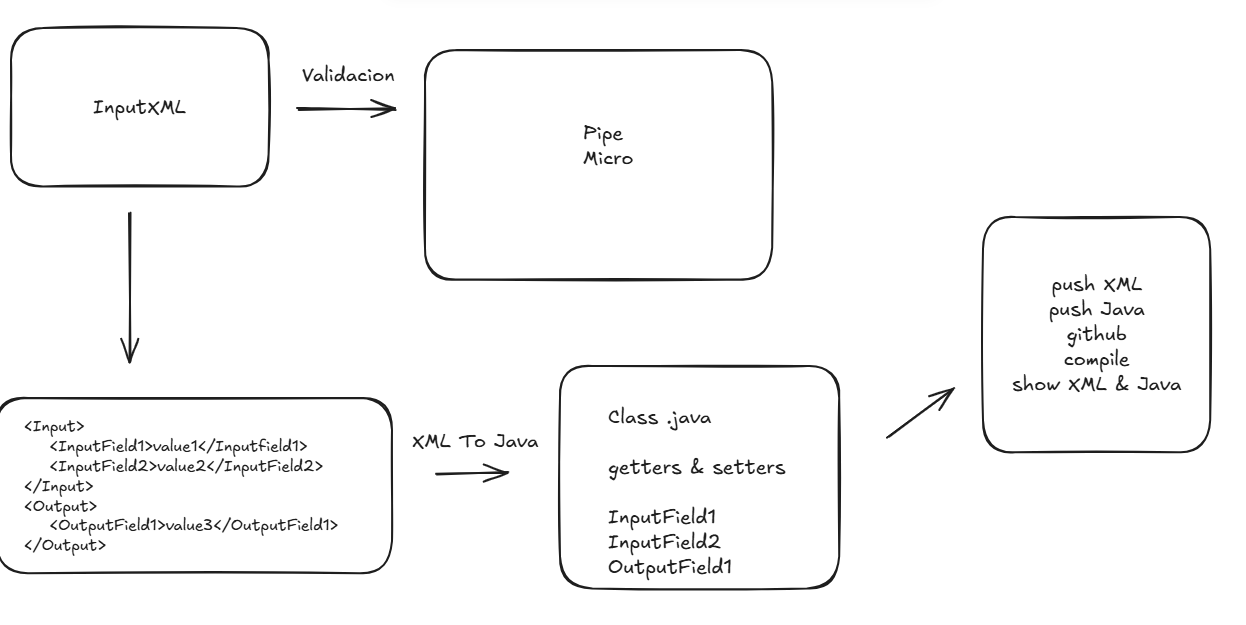 InputXML
Validacion
Pipe
Micro
<Input>
<InputField1>value1</Inputfield1>
<InputField2>value2</InputField2>
</Input>
<Output>
<OutputField1>value3</OutputField1>
</Output>
XML To Java
Class .java
getters & setters
InputField1
InputField2
OutputField1
push XML
push Java
github
compile
show XML & Java